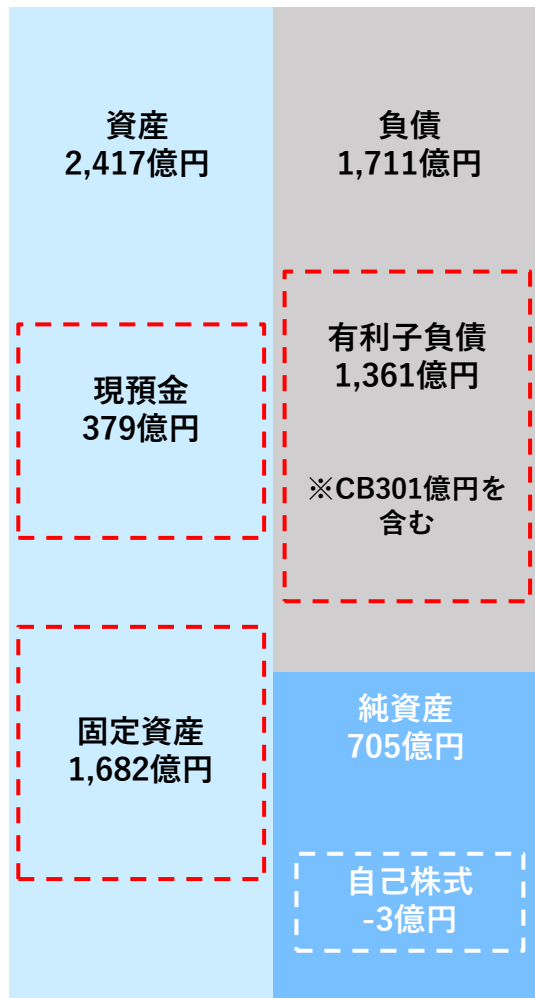 資産
2,417億円
現預金
379億円
固定資産
1,682億円
負債
1,711億円
有利子負債
1,361億円
※CB301億円を
含む
純資産
705億円
自己株式
-3億円